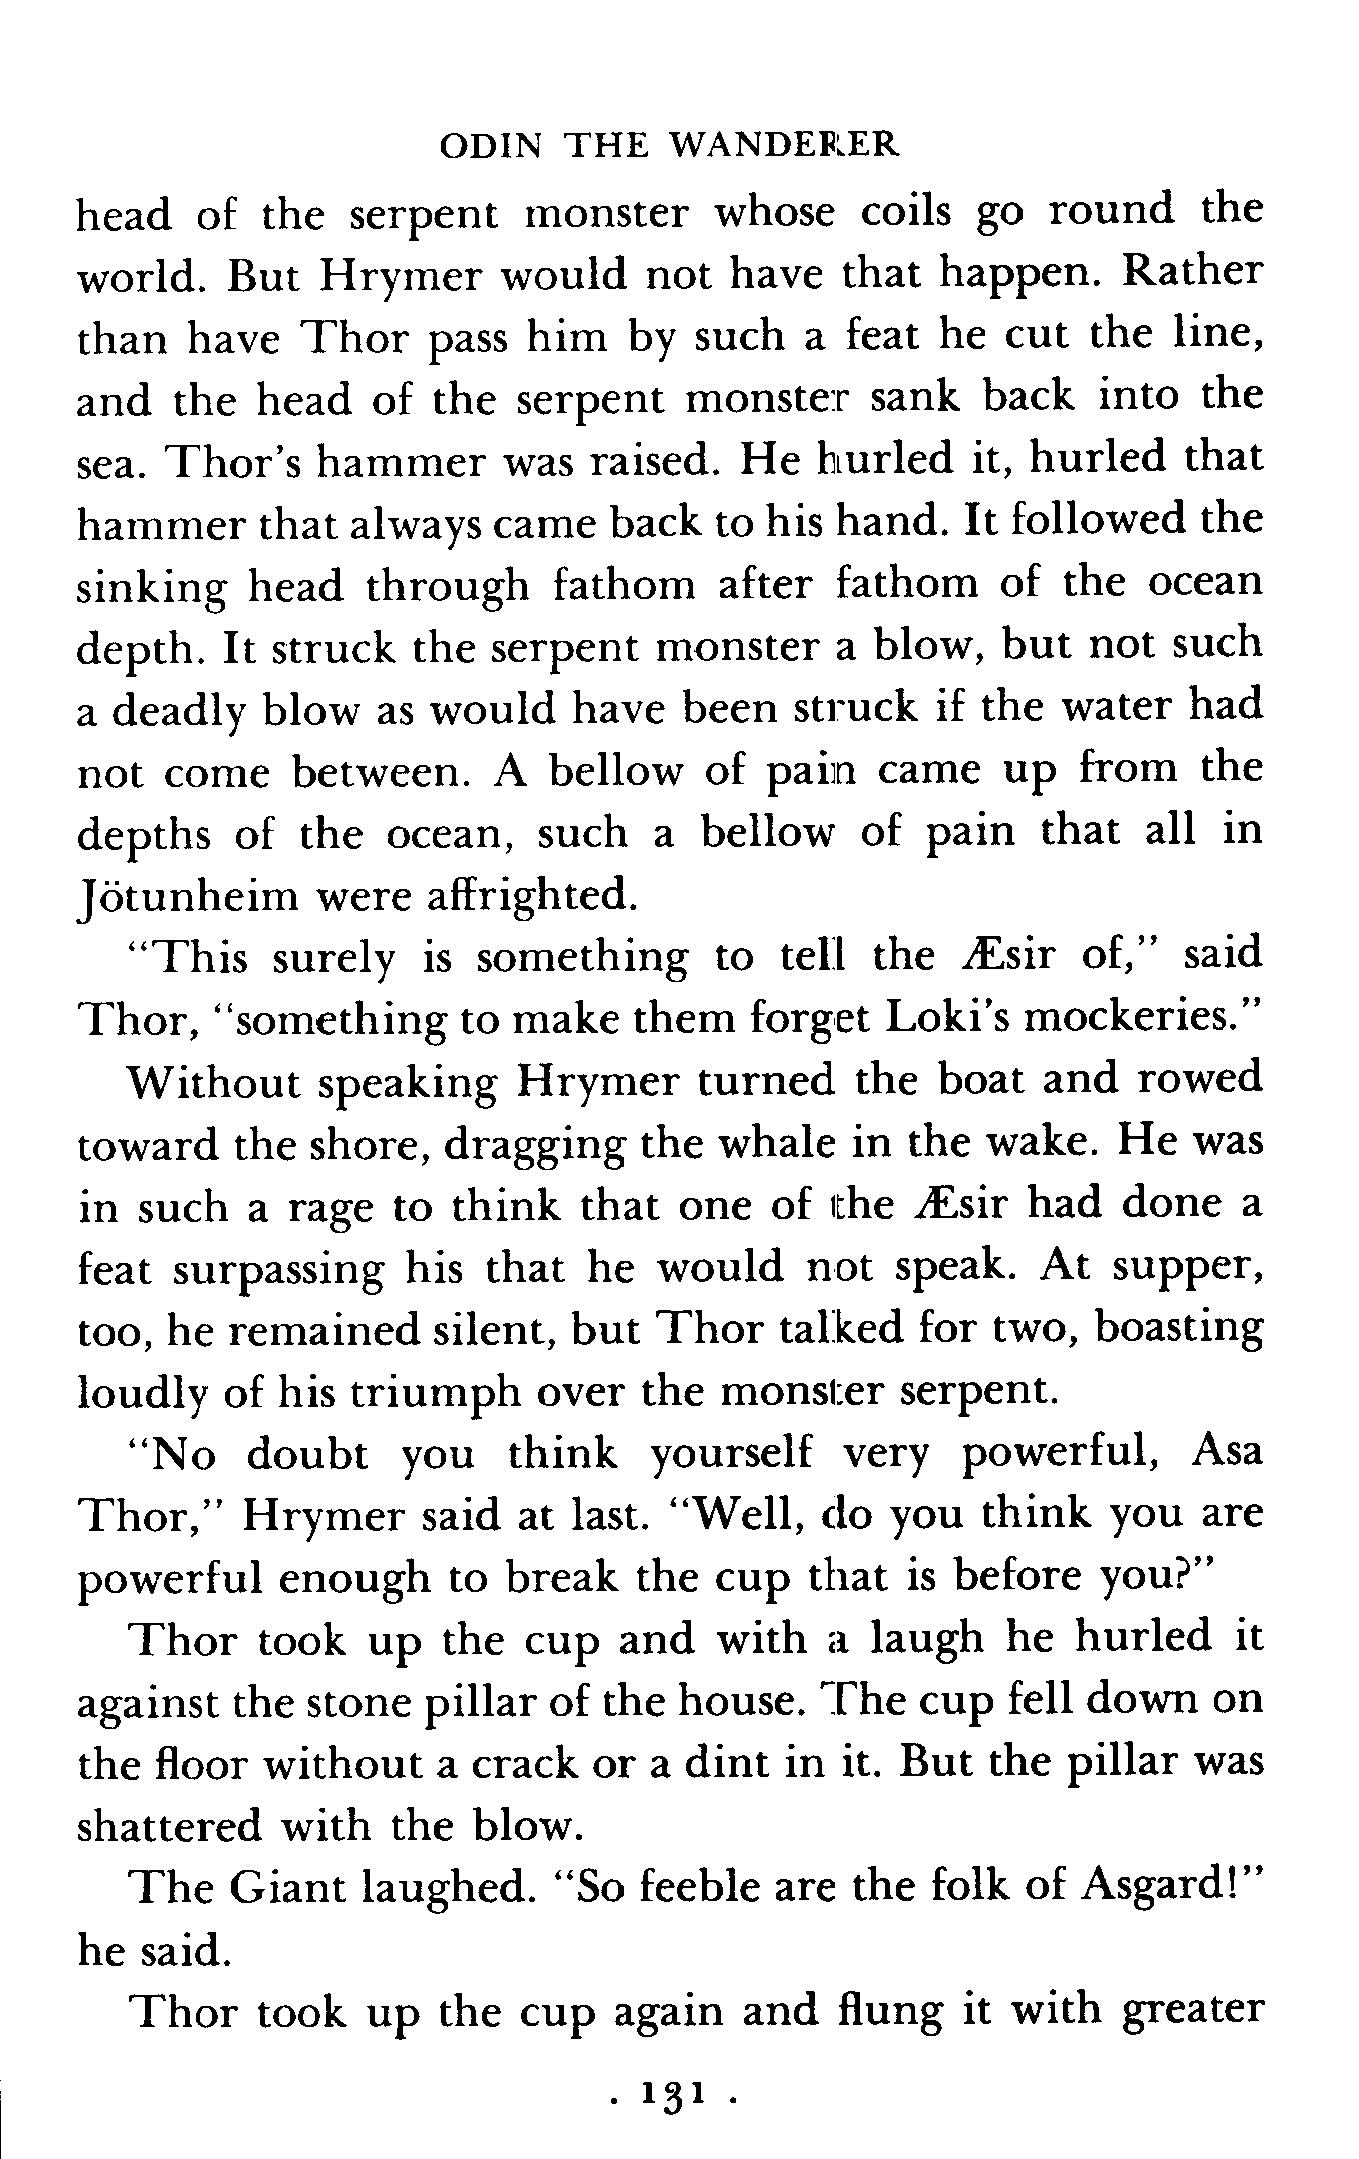 ODIN THE WANDERER
head of the serpent monster whose coils go round the
world. But Hrymer would not have that happen. Rather
than have Thor pass him by such a feat he cut the line,
and the head of the serpent monster sank back into the
sea. Thor's hammer was raised. He hurled it, hurled that
hammer that always came back to his hand. It followed the
sinking head through fathom after fathom of the ocean
depth. It struck the serpent monster a blow, but not such
a deadly blow as would have been struck if the water had
not come between. A bellow of pain came up from the
depths of the ocean, such a bellow of pain that all in
Jötunheim were affrighted.
“This surely is something to tell the Æsir of,” said
Thor, “something to make them forget Loki's mockeries.”
Without speaking Hrymer turned the boat and rowed
toward the shore, dragging the whale in the wake. He was
in such a rage to think that one of the Æsir had done a
feat surpassing his that he would not speak. At supper,
too, he remained silent, but Thor talked for two, boasting
loudly of his triumph over the monster serpent.
“No doubt you think yourself very powerful, Asa
Thor,” Hrymer said at last. “Well, do you think you are
powerful enough to break the cup that is before you?”
Thor took up the cup and with a laugh he hurled it
against the stone pillar of the house. The cup fell down on
the floor without a crack or a dint in it. But the pillar was
shattered with the blow.
The Giant laughed. “So feeble are the folk of Asgard!”
he said.
Thor took up the cup again and flung it with greater
. 131 .